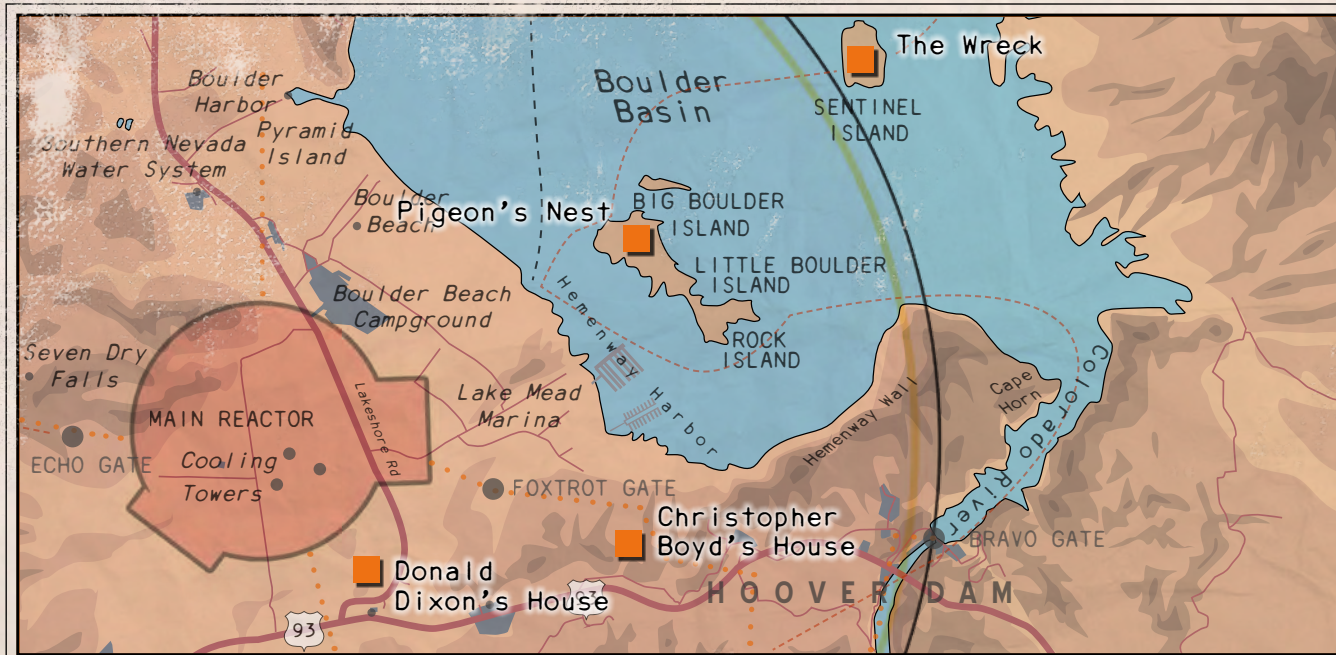 The Wreck
Boulder
Basin
Boulder
Harbor
SENTINEL
ISLAND
Pyramid
Island
Southern Nevada
Water System
Boulder
Beach
Pigeon's Nest
BIG BOULDER
ISLAND
LITTLE BOULDER
ISLAND
Boulder Beach
Campground
Hemenway Harbor
ROCK
ISLAND
Seven Dry
Falls
Lakeshore Rd
Lake Mead
Marina
Hemenway Wall
Cape
Horn
Colorado River
MAIN REACTOR
ECHO GATE
Cooling
Towers
FOXTROT GATE
Christopher
Boyd's House
BRAVO GATE
Donald
Dixon's House
HOOVER DAM
93
93